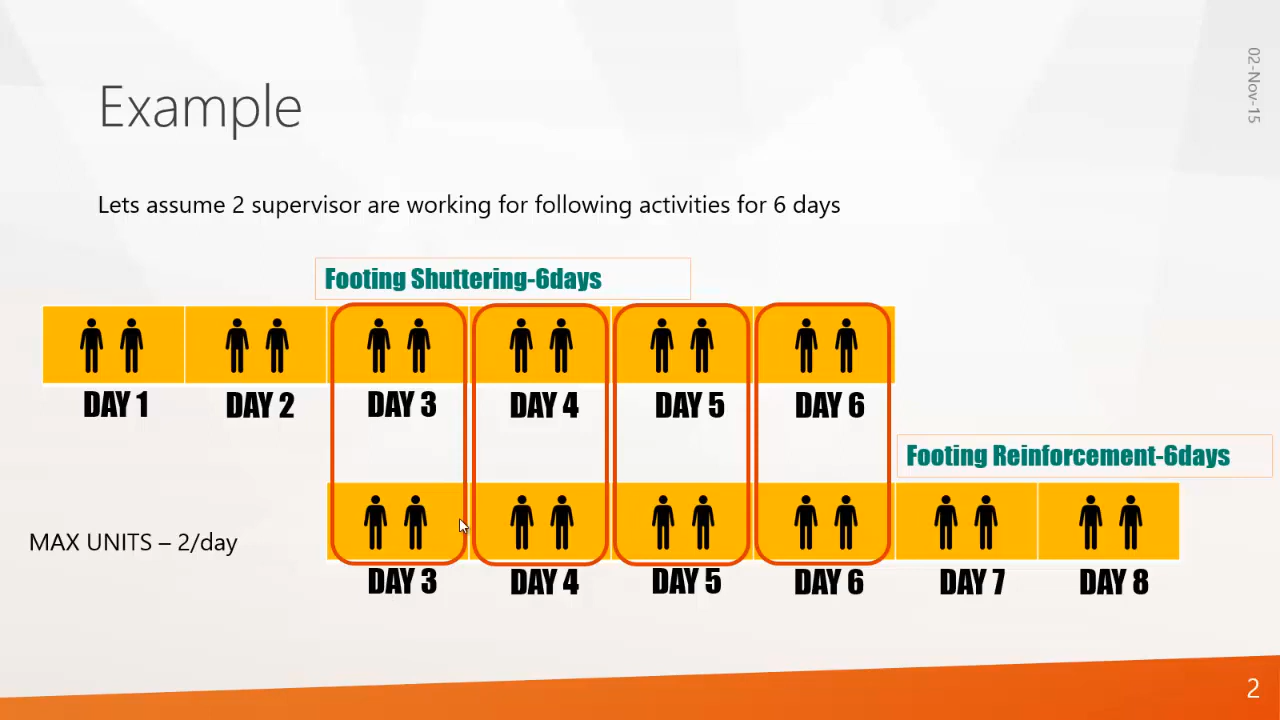 02-Nov-15
Example
Lets assume 2 supervisor are working for following activities for 6 days
Footing Shuttering-6days
DAY 1 DAY 2 DAY 3 DAY 4 DAY 5 DAY 6
Footing Reinforcement-6days
MAX UNITS – 2/day
DAY 3 DAY 4 DAY 5 DAY 6 DAY 7 DAY 8
2